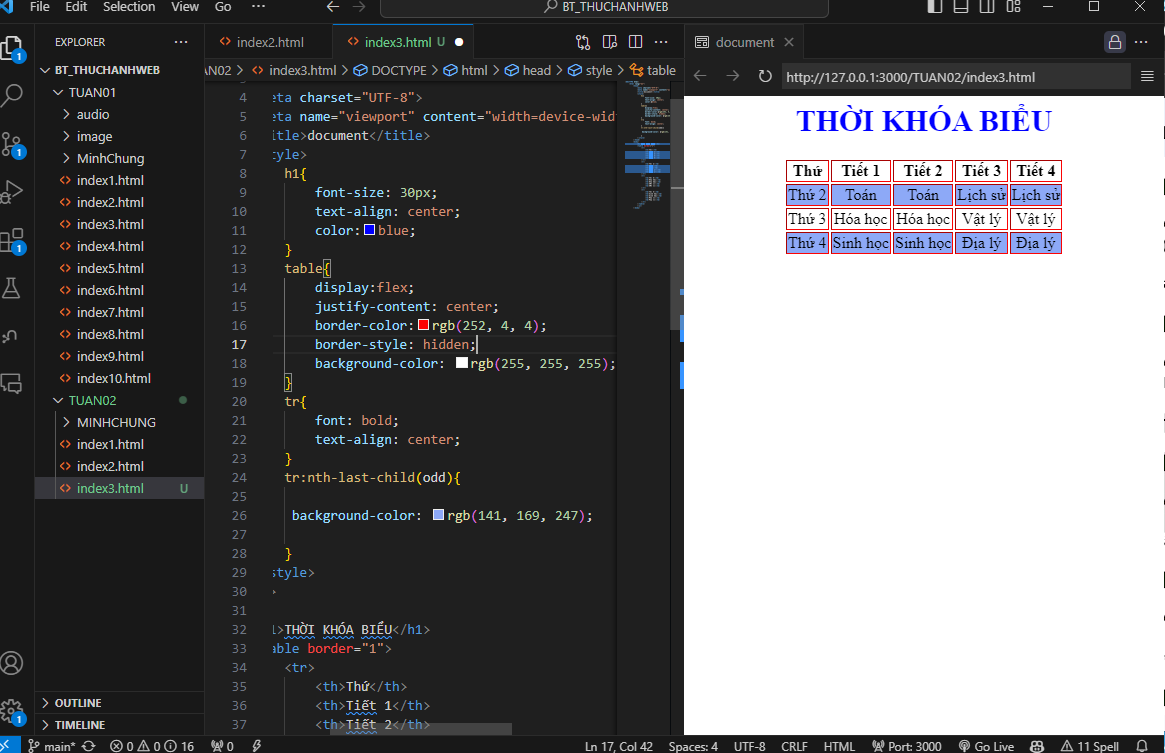 File Edit Selection View Go ··· BT_THUCHANHWEB
EXPLORER ···
BT_THUCHANHWEB
TUAN01
audio
image
MinhChung
index1.html
index2.html
index3.html
index4.html
index5.html
index6.html
index7.html
index8.html
index9.html
index10.html
TUAN02
MINHCHUNG
index1.html
index2.html
index3.html U
OUTLINE
TIMELINE
1
1
1
1
index2.html index3.html U
AN02 > index3.html > DOCTYPE > html > head > style > table
4 eta charset="UTF-8">
5 eta name="viewport" content="width=device-wid
6 itle>document</title>
7 tyle>
8 h1{
9 font-size: 30px;
10 text-align: center;
11 color: blue;
12 }
13 table{
14 display:flex;
15 justify-content: center;
16 border-color: rgb(252, 4, 4);
17 border-style: hidden;
18 background-color: rgb(255, 255, 255);
19 }
20 tr{
21 font: bold;
22 text-align: center;
23 }
24 tr:nth-last-child(odd){
25
26 background-color: rgb(141, 169, 247);
27
28 }
29 style>
30 >
31
32 1>THỜI KHÓA BIỂU</h1>
33 able border="1">
34 <tr>
35 <th>Thứ</th>
36 <th>Tiết 1</th>
37 <th>Tiết 2</th>
document
http://127.0.0.1:3000/TUAN02/index3.html
THỜI KHÓA BIỂU
Thứ Tiết 1 Tiết 2 Tiết 3 Tiết 4
Thứ 2 Toán Toán Lịch sử Lịch sử
Thứ 3 Hóa học Hóa học Vật lý Vật lý
Thứ 4 Sinh học Sinh học Địa lý Địa lý
main* 0 0 16 0 Ln 17, Col 42 Spaces: 4 UTF-8 CRLF HTML Port: 3000 Go Live 11 Spell